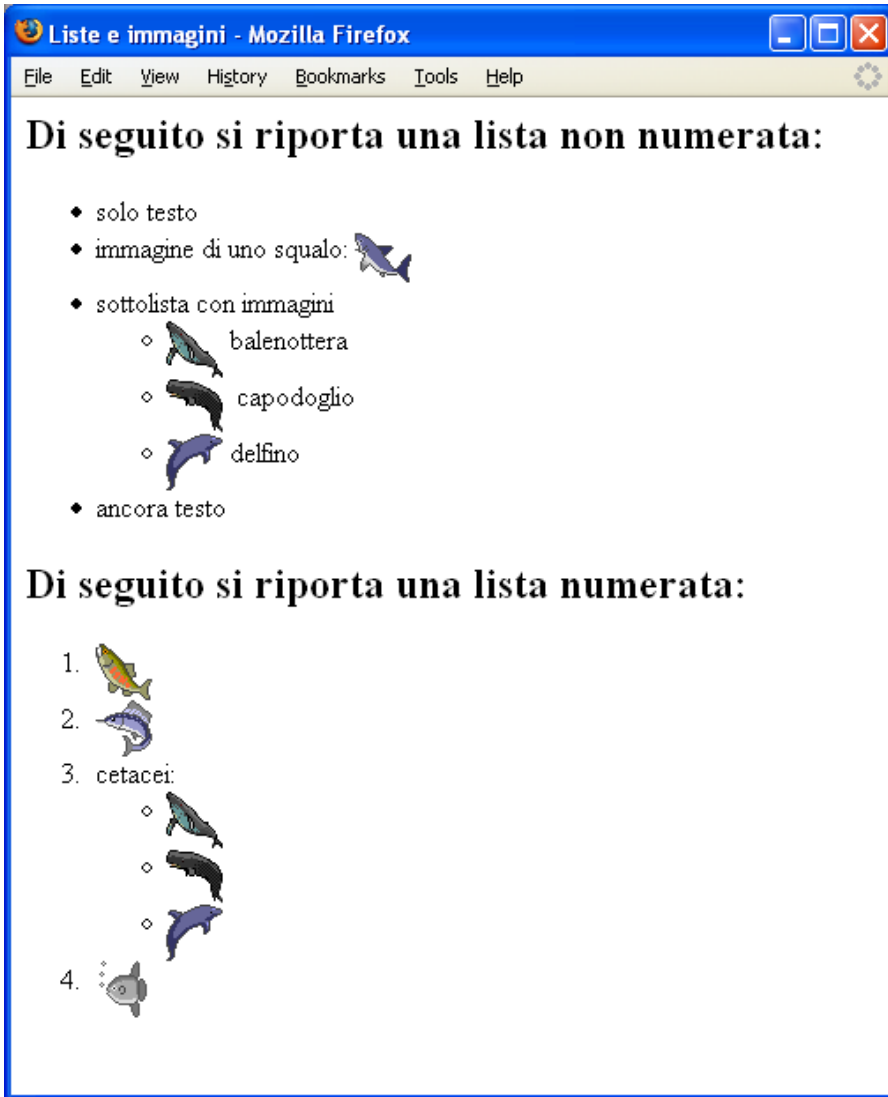 Liste e immagini - Mozilla Firefox
File Edit View History Bookmarks Tools Help
Di seguito si riporta una lista non numerata:
solo testo
immagine di uno squalo:
sottolista con immagini
balenottera
capodoglio
delfino
ancora testo
Di seguito si riporta una lista numerata:
1.
2.
3. cetacei:
4.